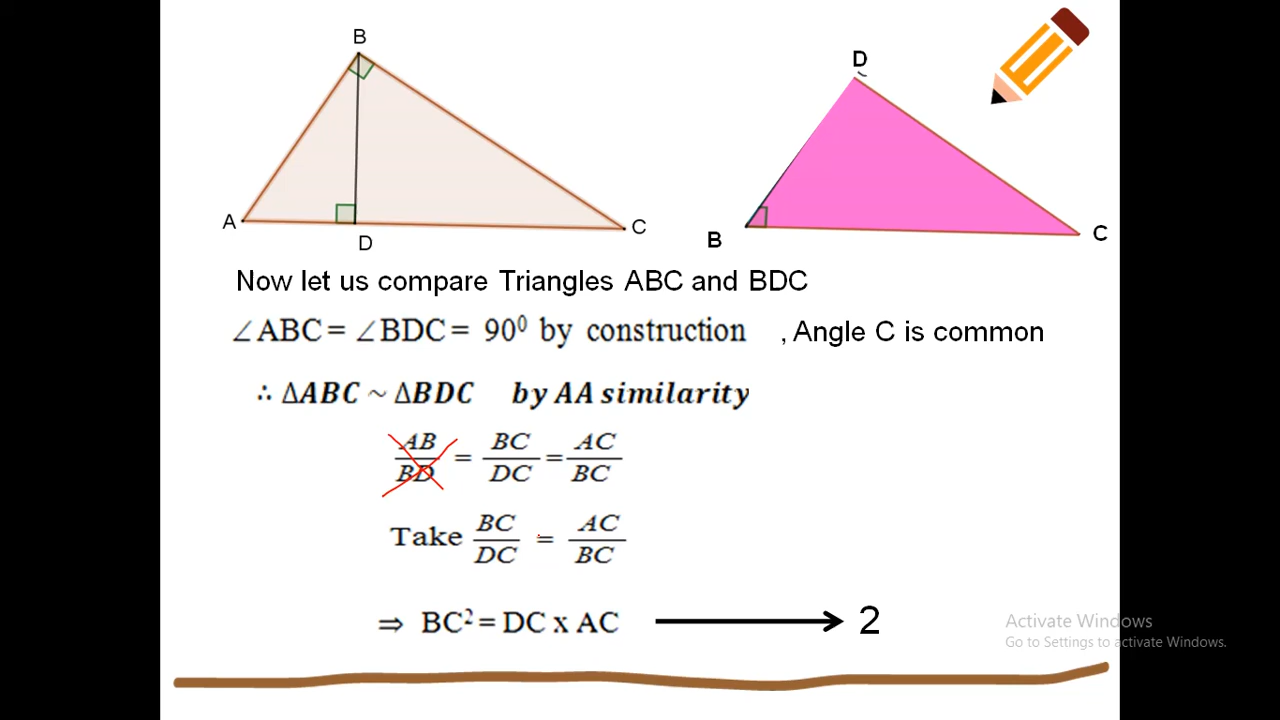 B
D
A
D
C
B
C
Now let us compare Triangles ABC and BDC
∠ABC = ∠BDC = 90⁰ by construction , Angle C is common
∴ ΔABC ~ ΔBDC by AA similarity
AB/BD = BC/DC = AC/BC
Take BC/DC = AC/BC
⇒ BC² = DC x AC ⟶ 2
Activate Windows
Go to Settings to activate Windows.